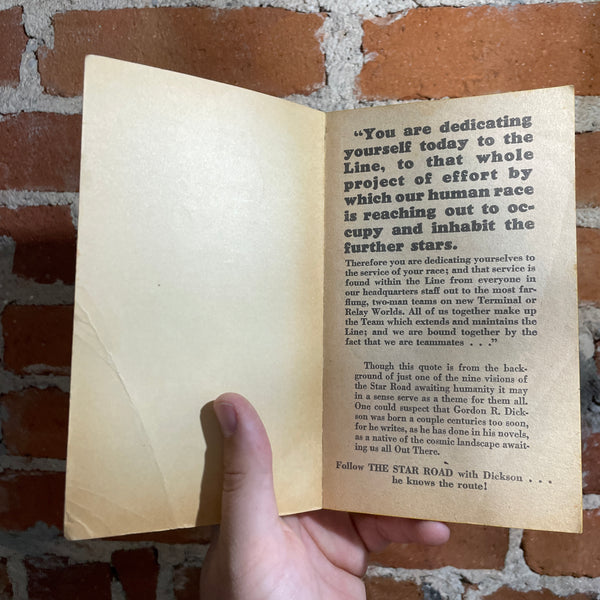 “You are dedicating
yourself today to the
Line, to that whole
project of effort by
which our human race
is reaching out to oc-
cupy and inhabit the
further stars.
Therefore you are dedicating yourselves to
the service of your race; and that service is
found within the Line from everyone in
our headquarters staff out to the most far-
flung, two-man teams on new Terminal or
Relay Worlds. All of us together make up
the Team which extends and maintains the
Line; and we are bound together by the
fact that we are teammates . . .”
Though this quote is from the back-
ground of just one of the nine visions of
the Star Road awaiting humanity it may
in a sense serve as a theme for them all.
One could suspect that Gordon R. Dick-
son was born a couple centuries too soon,
for he writes, as he has done in his novels,
as a native of the cosmic landscape await-
ing us all Out There.
Follow THE STAR ROAD with Dickson . . .
he knows the route!